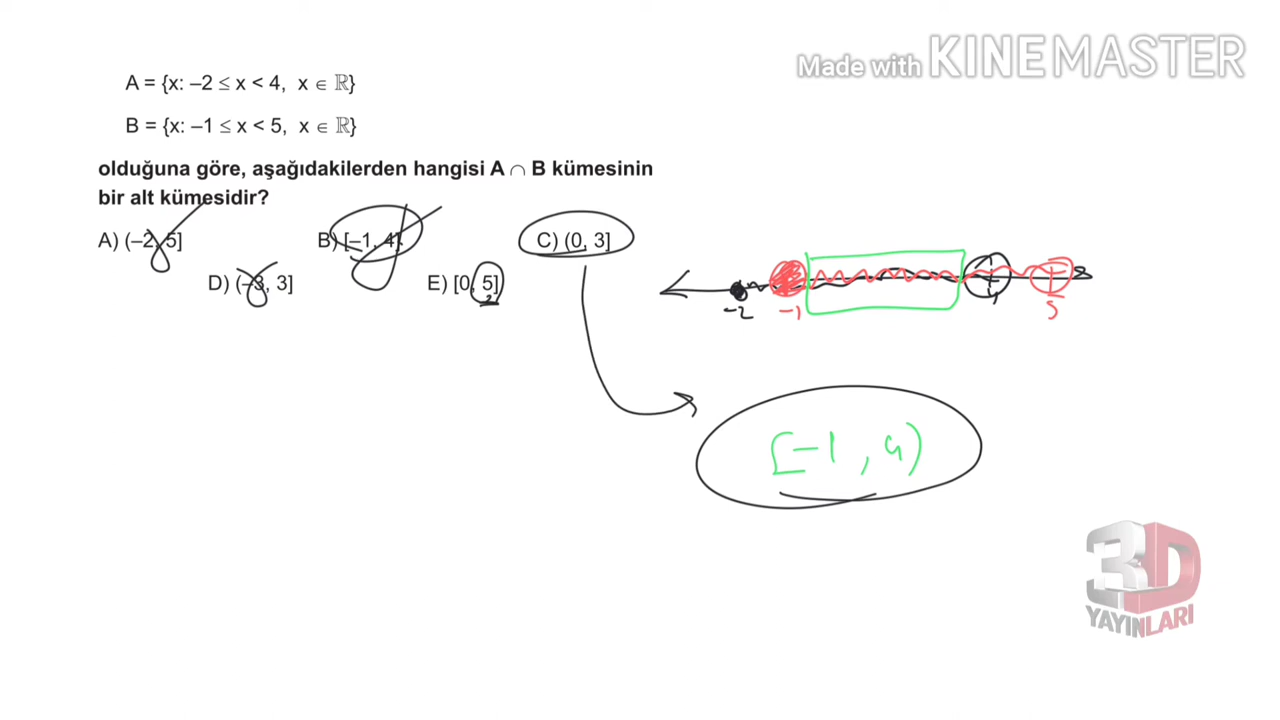 Made with KINEMASTER
A = {x: –2 ≤ x < 4, x ∈ ℝ}
B = {x: –1 ≤ x < 5, x ∈ ℝ}
olduğuna göre, aşağıdakilerden hangisi A ∩ B kümesinin
bir alt kümesidir?
A) (–2, 5]
B) [–1, 4]
C) (0, 3]
D) (–3, 3]
E) [0, 5]
-2 -1 4 5
[-1, 4)
3D
YAYINLARI